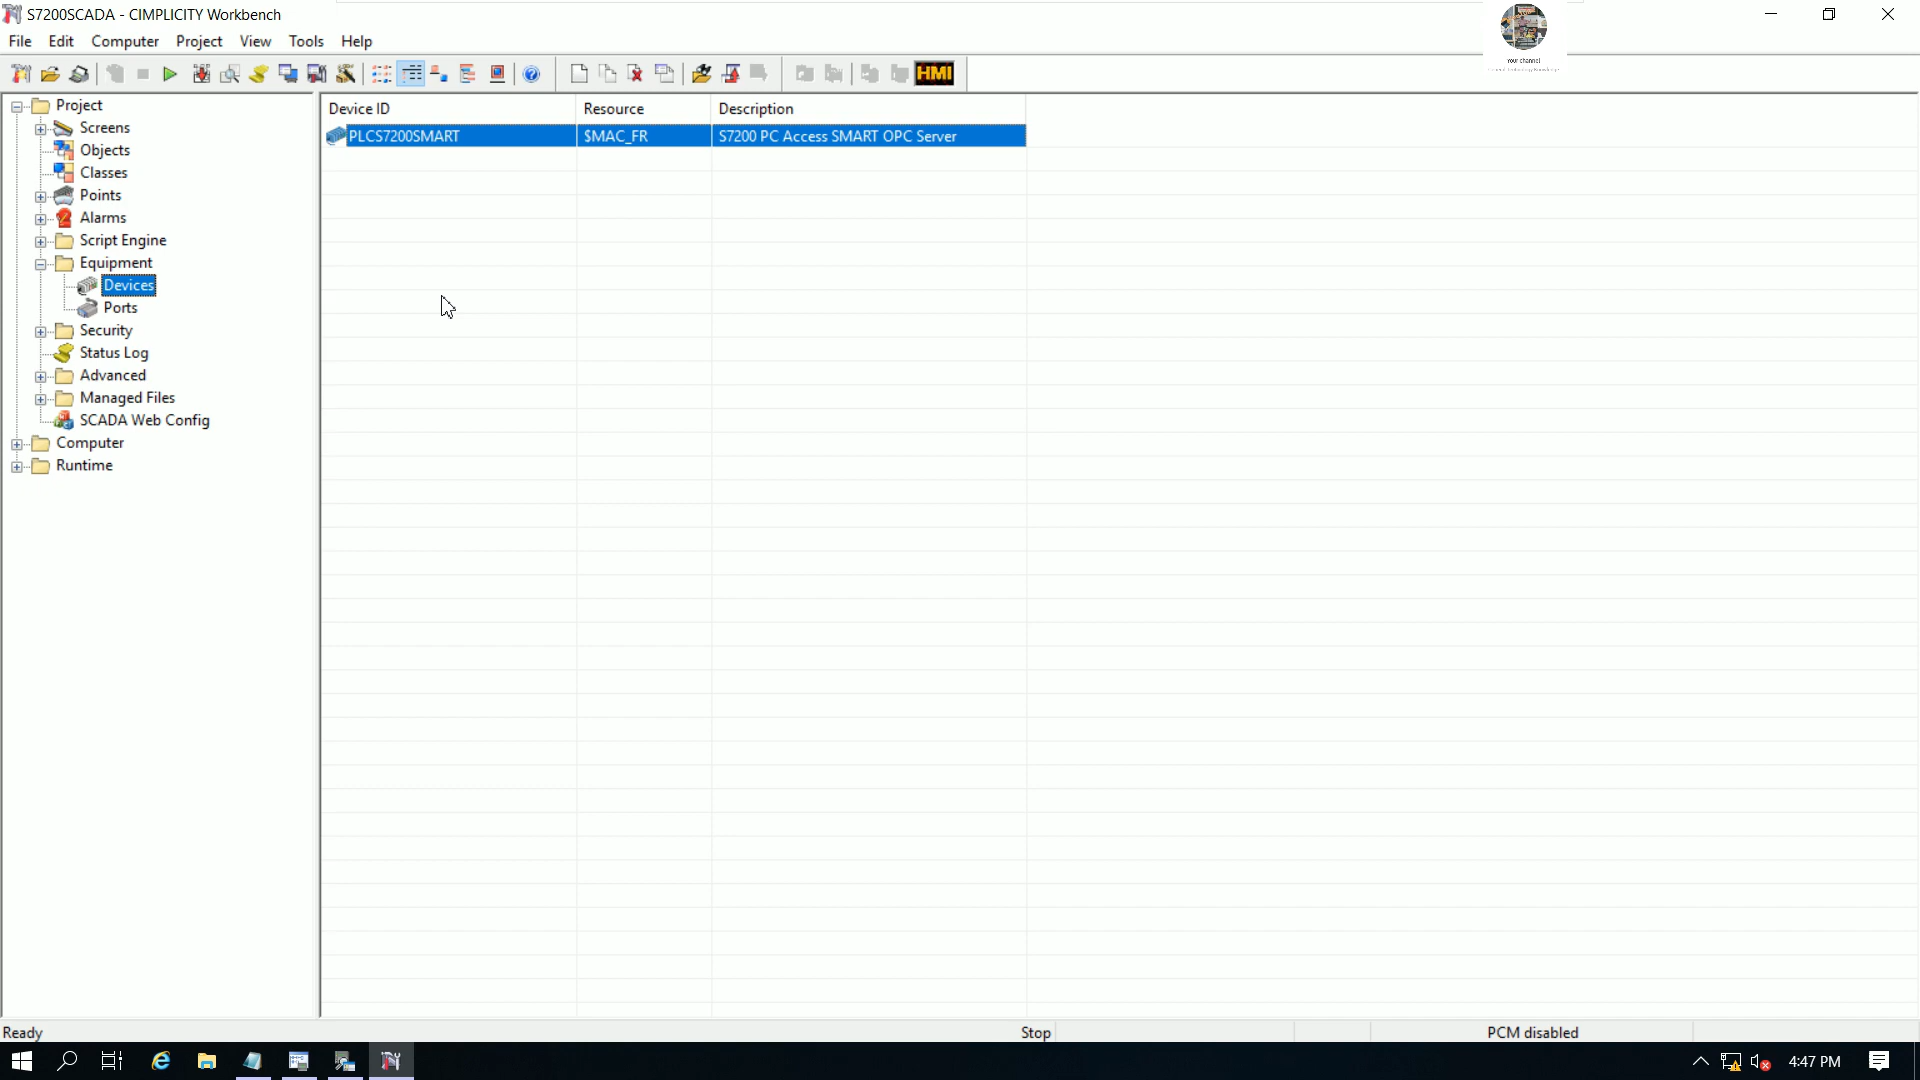 S7200SCADA - CIMPLICITY Workbench
Your channel
File Edit Computer Project View Tools Help
HMI
Project
Screens
Objects
Classes
Points
Alarms
Script Engine
Equipment
Devices
Ports
Security
Status Log
Advanced
Managed Files
SCADA Web Config
Computer
Runtime
Device ID Resource Description
PLCS7200SMART $MAC_FR S7200 PC Access SMART OPC Server
Ready Stop PCM disabled
4:47 PM